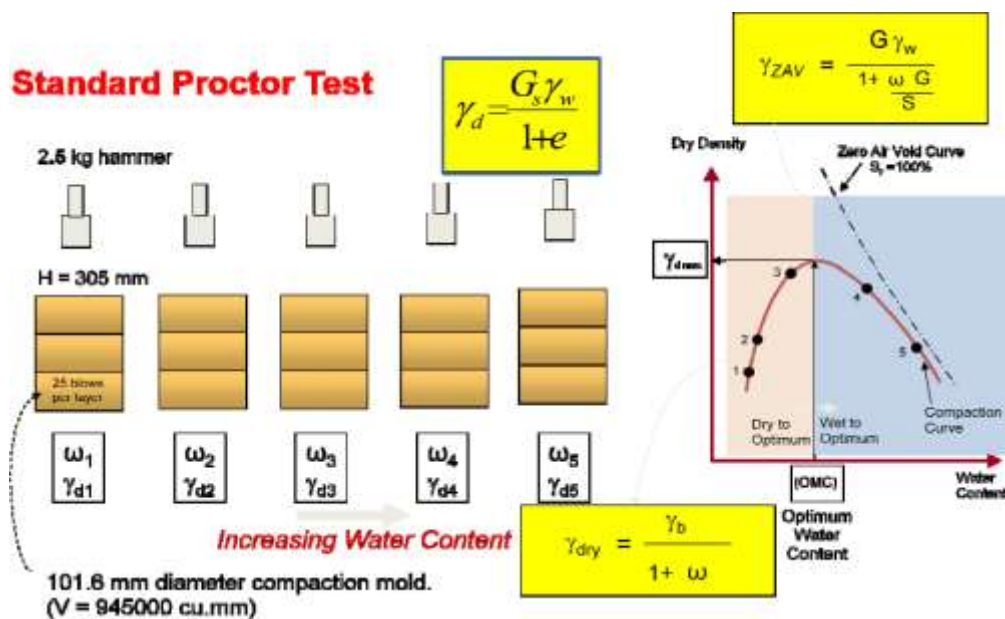 Standard Proctor Test
γd = Gsγw
1+e
γZAV = G γw
1+ ω G
S
2.5 kg hammer
H = 305 mm
25 blows
per layer
ω1
γd1
ω2
γd2
ω3
γd3
ω4
γd4
ω5
γd5
Increasing Water Content
101.6 mm diameter compaction mold.
(V = 945000 cu.mm)
Dry Density
Zero Air Void Curve
=100%
1
2
3
4
5
Dry to
Optimum
Wet to
Optimum
Compaction
Curve
Water
Content
(OMC)
Optimum
Water
Content
γdry = γb
1+ ω